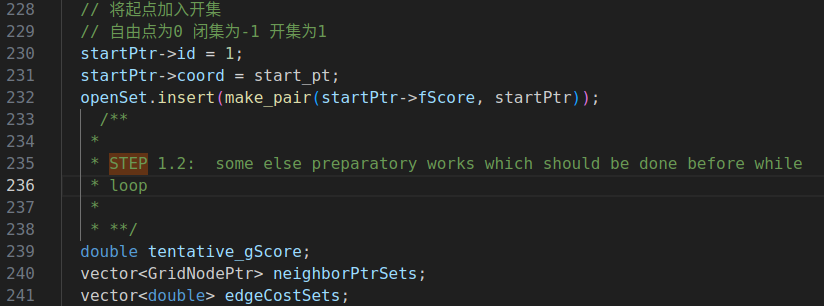 228 // 将起点加入开集
229 // 自由点为0 闭集为-1 开集为1
230 startPtr->id = 1;
231 startPtr->coord = start_pt;
232 openSet.insert(make_pair(startPtr->fScore, startPtr));
233 /**
234 *
235 * STEP 1.2:  some else preparatory works which should be done before while
236 * loop
237 *
238 * **/
239 double tentative_gScore;
240 vector<GridNodePtr> neighborPtrSets;
241 vector<double> edgeCostSets;